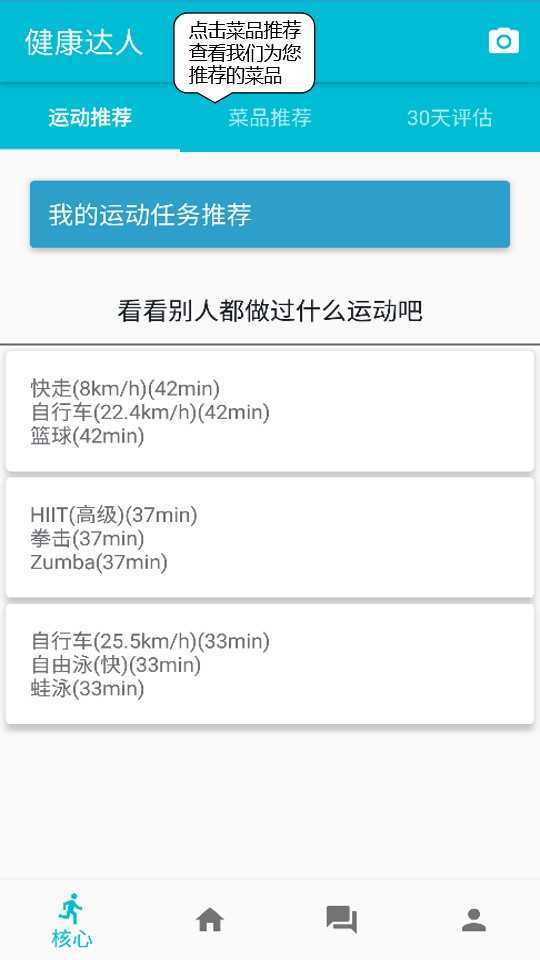 健康达人
点击菜品推荐
查看我们为您
推荐的菜品
运动推荐
菜品推荐
30天评估
我的运动任务推荐
看看别人都做过什么运动吧
快走(8km/h)(42min)
自行车(22.4km/h)(42min)
篮球(42min)
HIIT(高级)(37min)
拳击(37min)
Zumba(37min)
自行车(25.5km/h)(33min)
自由泳(快)(33min)
蛙泳(33min)
核心